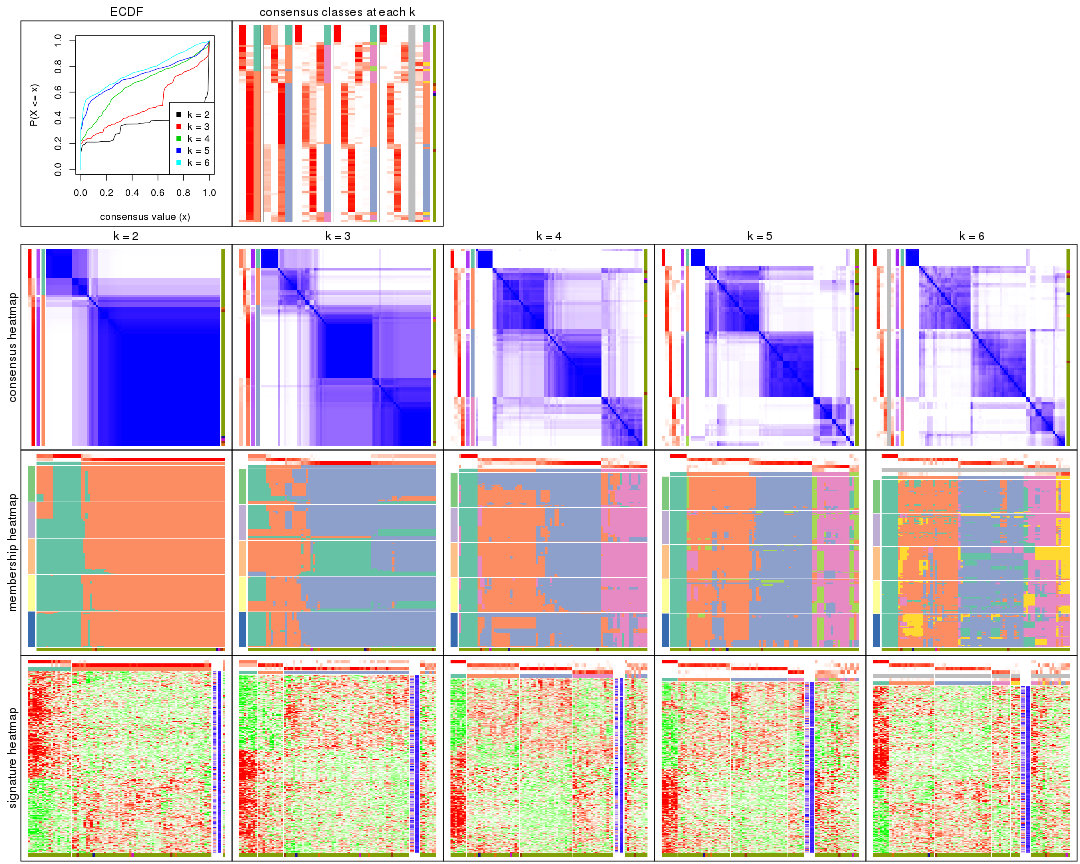 ECDF
consensus classes at each k
P(X <= x)
0.0 0.2 0.4 0.6 0.8 1.0
k = 2
k = 3
k = 4
k = 5
k = 6
0.0 0.2 0.4 0.6 0.8 1.0
consensus value (x)
k = 2 k = 3 k = 4 k = 5 k = 6
consensus heatmap
membership heatmap
signature heatmap